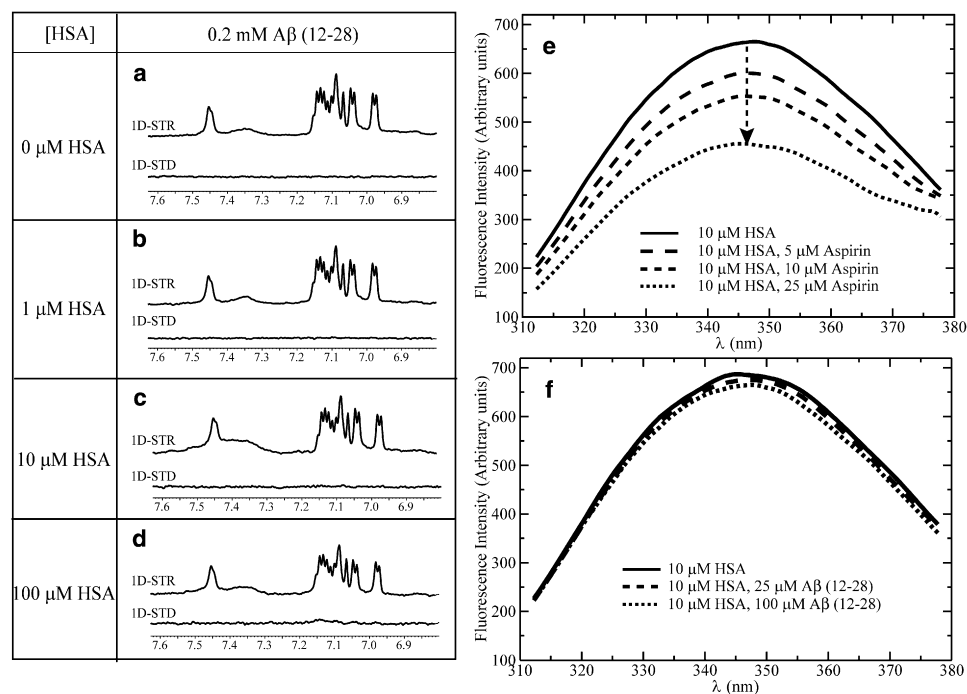 [HSA] 0.2 mM Aβ (12-28)
0 μM HSA
a
1D-STR
1D-STD
7.6 7.5 7.4 7.3 7.2 7.1 7.0 6.9
1 μM HSA
b
1D-STR
1D-STD
7.6 7.5 7.4 7.3 7.2 7.1 7.0 6.9
10 μM HSA
c
1D-STR
1D-STD
7.6 7.5 7.4 7.3 7.2 7.1 7.0 6.9
100 μM HSA
d
1D-STR
1D-STD
7.6 7.5 7.4 7.3 7.2 7.1 7.0 6.9
e
Fluorescence Intensity (Arbitrary units)
700
600
500
400
300
200
100
10 μM HSA
10 μM HSA, 5 μM Aspirin
10 μM HSA, 10 μM Aspirin
10 μM HSA, 25 μM Aspirin
310 320 330 340 350 360 370 380
λ (nm)
f
Fluorescence Intensity (Arbitrary units)
700
600
500
400
300
200
100
10 μM HSA
10 μM HSA, 25 μM Aβ (12-28)
10 μM HSA, 100 μM Aβ (12-28)
310 320 330 340 350 360 370 380
λ (nm)